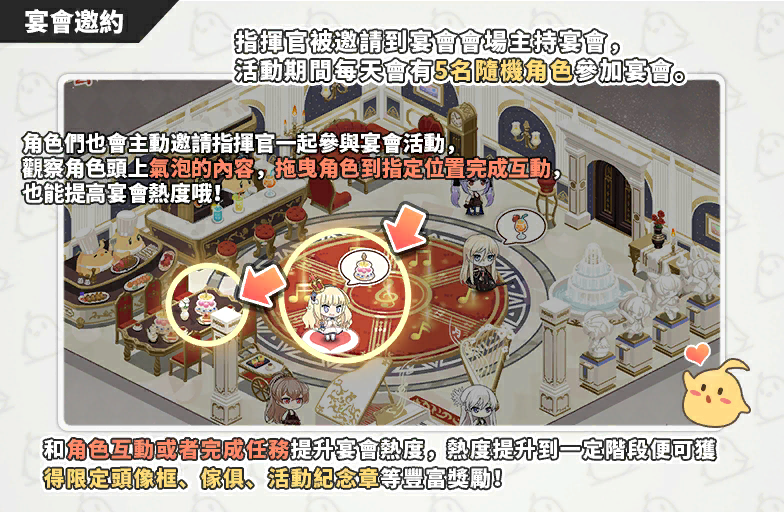 宴會邀約
指揮官被邀請到宴會會場主持宴會，
活動期間每天會有5名隨機角色參加宴會。
角色們也會主動邀請指揮官一起參與宴會活動，
觀察角色頭上氣泡的內容，拖曳角色到指定位置完成互動，
也能提高宴會熱度哦！
和角色互動或者完成任務提升宴會熱度，熱度提升到一定階段便可獲
得限定頭像框、傢俱、活動紀念章等豐富獎勵！